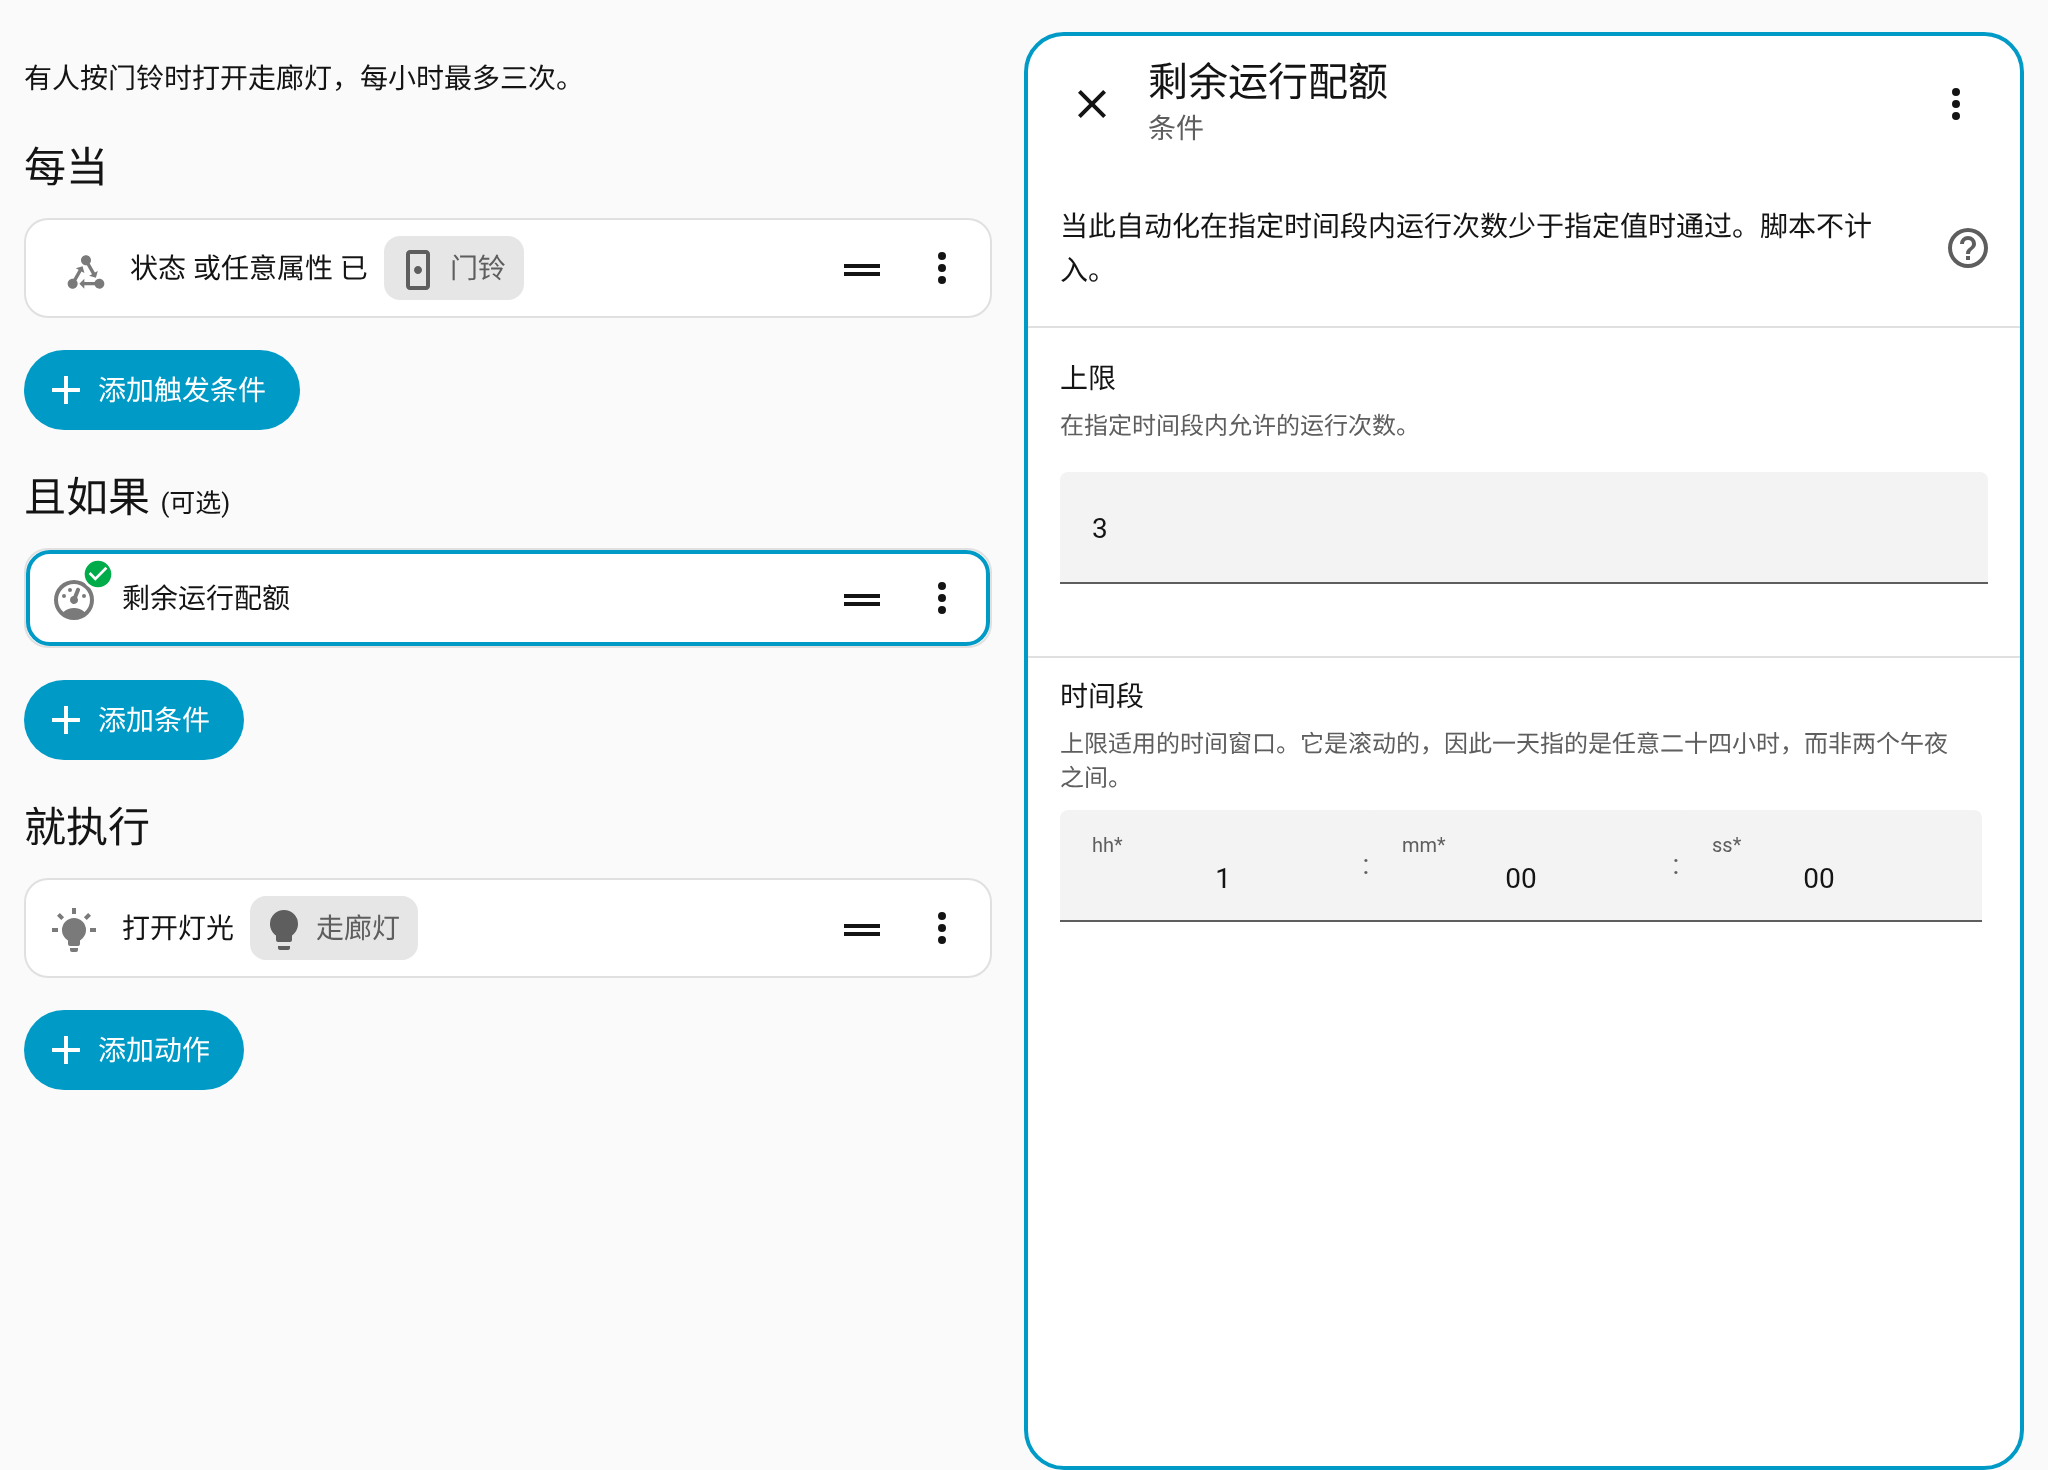 有人按门铃时打开走廊灯，每小时最多三次。
每当
状态 或任意属性 已 门铃
添加触发条件
且如果 (可选)
剩余运行配额
添加条件
就执行
打开灯光 走廊灯
添加动作
剩余运行配额
条件
当此自动化在指定时间段内运行次数少于指定值时通过。脚本不计
入。
上限
在指定时间段内允许的运行次数。
3
时间段
上限适用的时间窗口。它是滚动的，因此一天指的是任意二十四小时，而非两个午夜
之间。
hh* mm* ss*
1 : 00 : 00